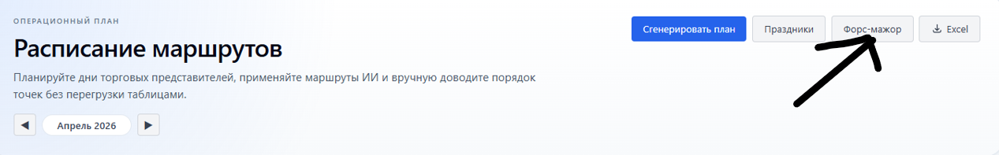 ОПЕРАЦИОННЫЙ ПЛАН
Расписание маршрутов
Планируйте дни торговых представителей, применяйте маршруты ИИ и вручную доводите порядок
точек без перегрузки таблицами.
Апрель 2026
Сгенерировать план
Праздники
Форс-мажор
Excel